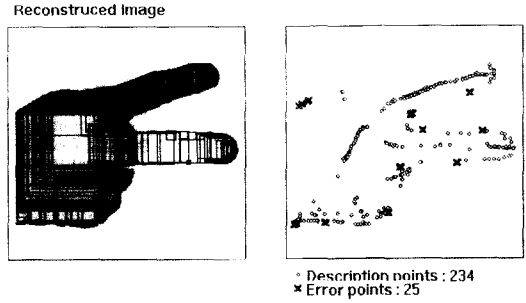 Reconstruced Image
Description points : 234
Error points : 25